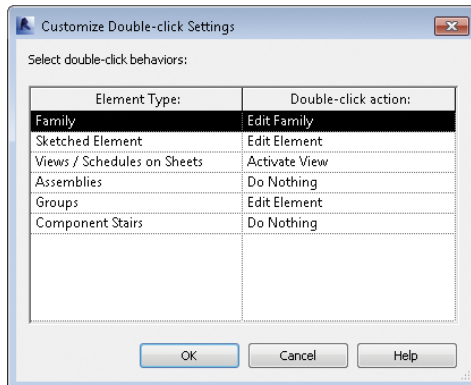 Customize Double-click Settings
Select double-click behaviors:
Element Type: Double-click action:
Family Edit Family
Sketched Element Edit Element
Views / Schedules on Sheets Activate View
Assemblies Do Nothing
Groups Edit Element
Component Stairs Do Nothing
OK Cancel Help